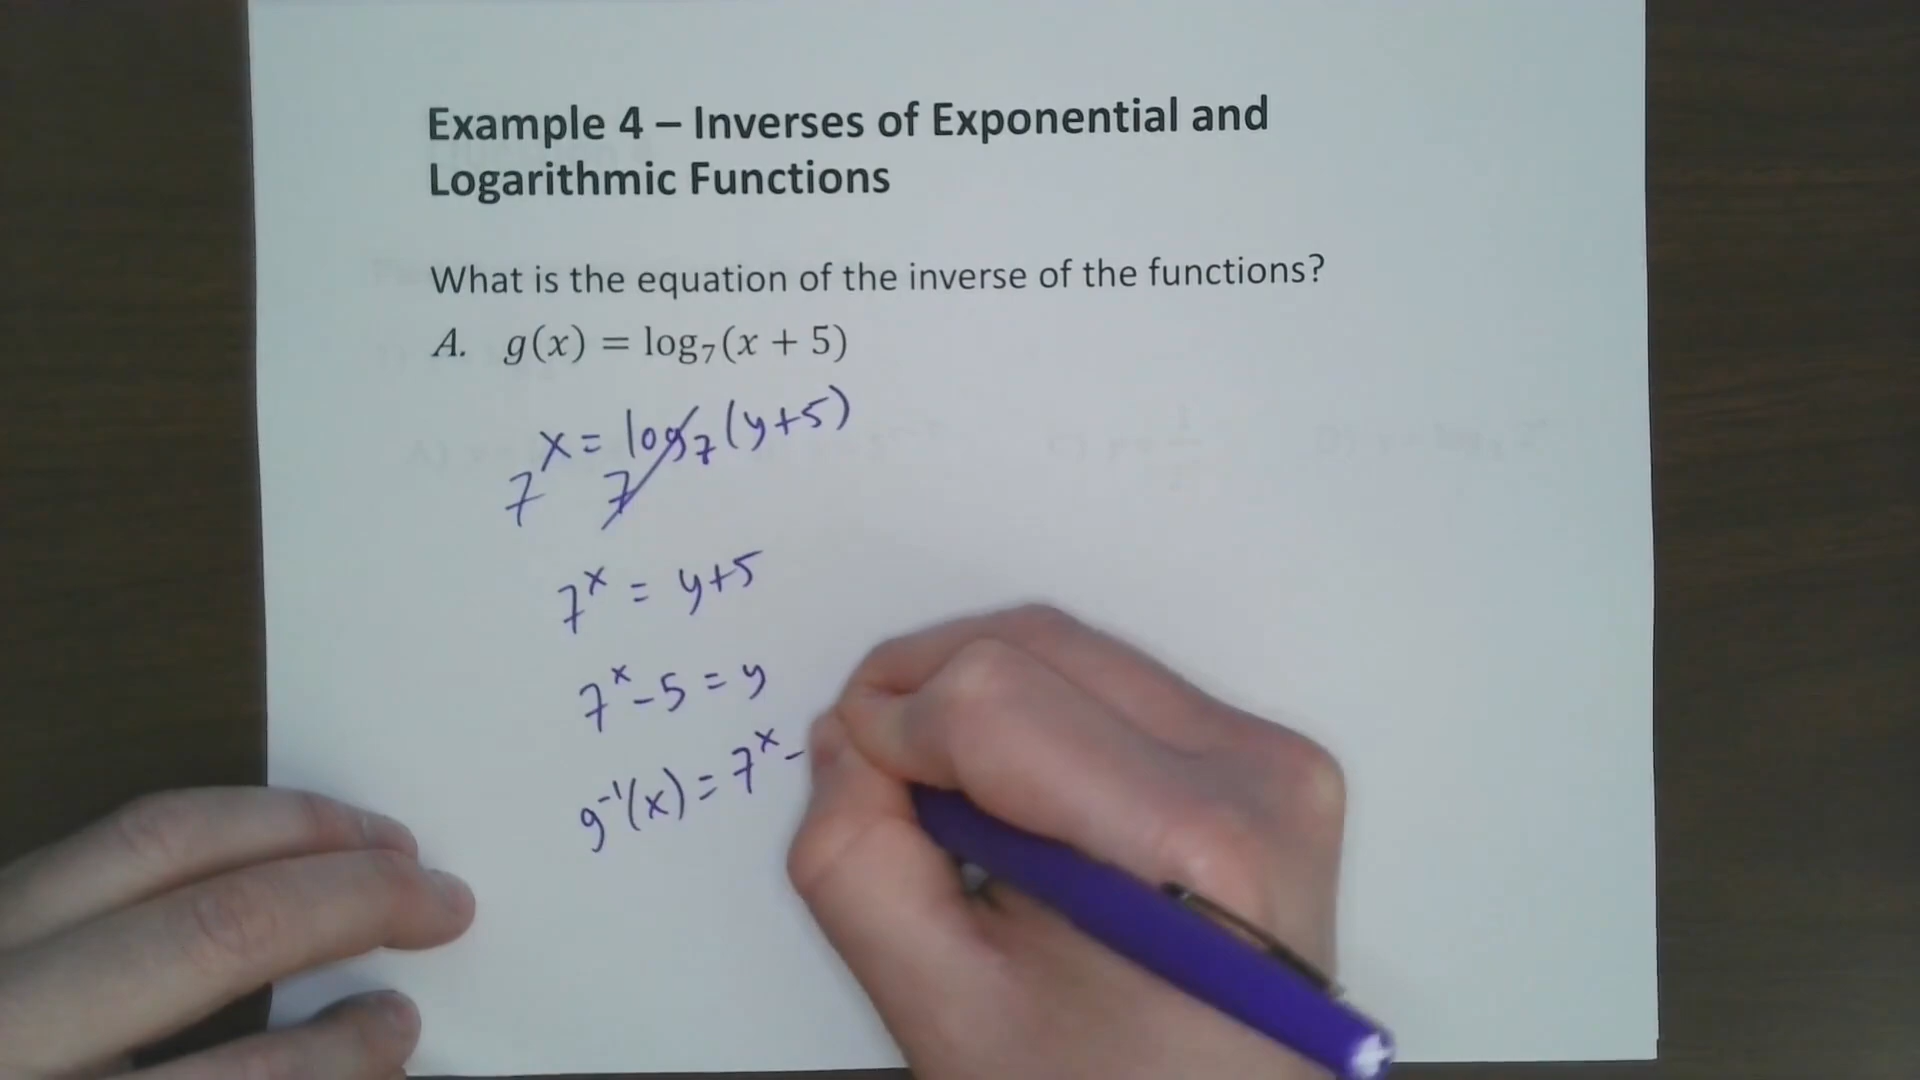 Example 4 – Inverses of Exponential and
Logarithmic Functions
What is the equation of the inverse of the functions?
A. g(x) = log₇(x + 5)
x = log₇(y+5)
7 7
7ˣ = y+5
7ˣ-5 = y
g⁻¹(x) = 7ˣ-